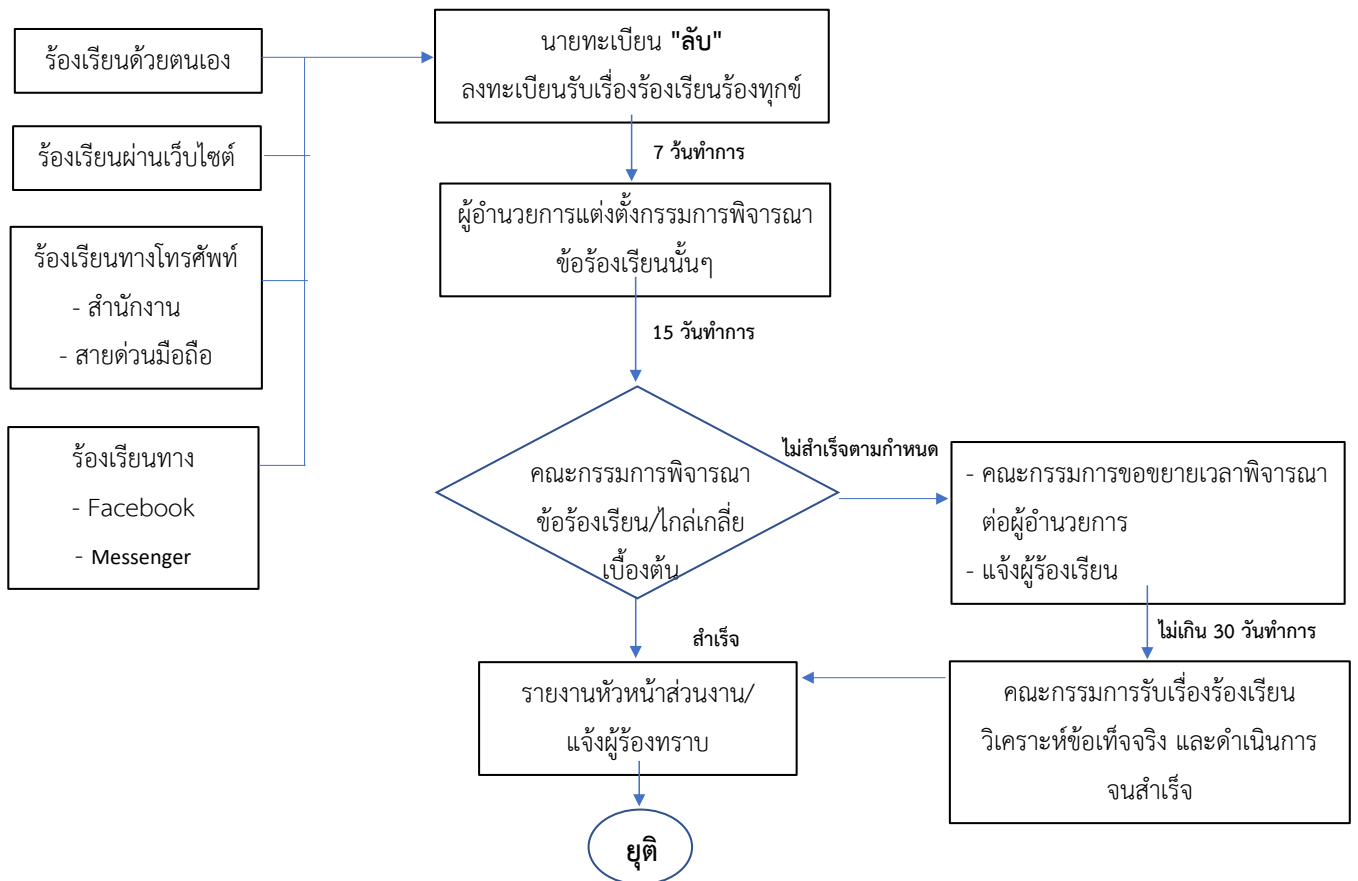 ร้องเรียนด้วยตนเอง
ร้องเรียนผ่านเว็บไซต์
ร้องเรียนทางโทรศัพท์
- สำนักงาน
- สายด่วนมือถือ
ร้องเรียนทาง
- Facebook
- Messenger
นายทะเบียน "ลับ"
ลงทะเบียนรับเรื่องร้องเรียนร้องทุกข์
7 วันทำการ
ผู้อำนวยการแต่งตั้งกรรมการพิจารณา
ข้อร้องเรียนนั้นๆ
15 วันทำการ
คณะกรรมการพิจารณา
ข้อร้องเรียน/ไกล่เกลี่ย
เบื้องต้น
ไม่สำเร็จตามกำหนด
- คณะกรรมการขอขยายเวลาพิจารณา
ต่อผู้อำนวยการ
- แจ้งผู้ร้องเรียน
ไม่เกิน 30 วันทำการ
คณะกรรมการรับเรื่องร้องเรียน
วิเคราะห์ข้อเท็จจริง และดำเนินการ
จนสำเร็จ
สำเร็จ
รายงานหัวหน้าส่วนงาน/
แจ้งผู้ร้องทราบ
ยุติ